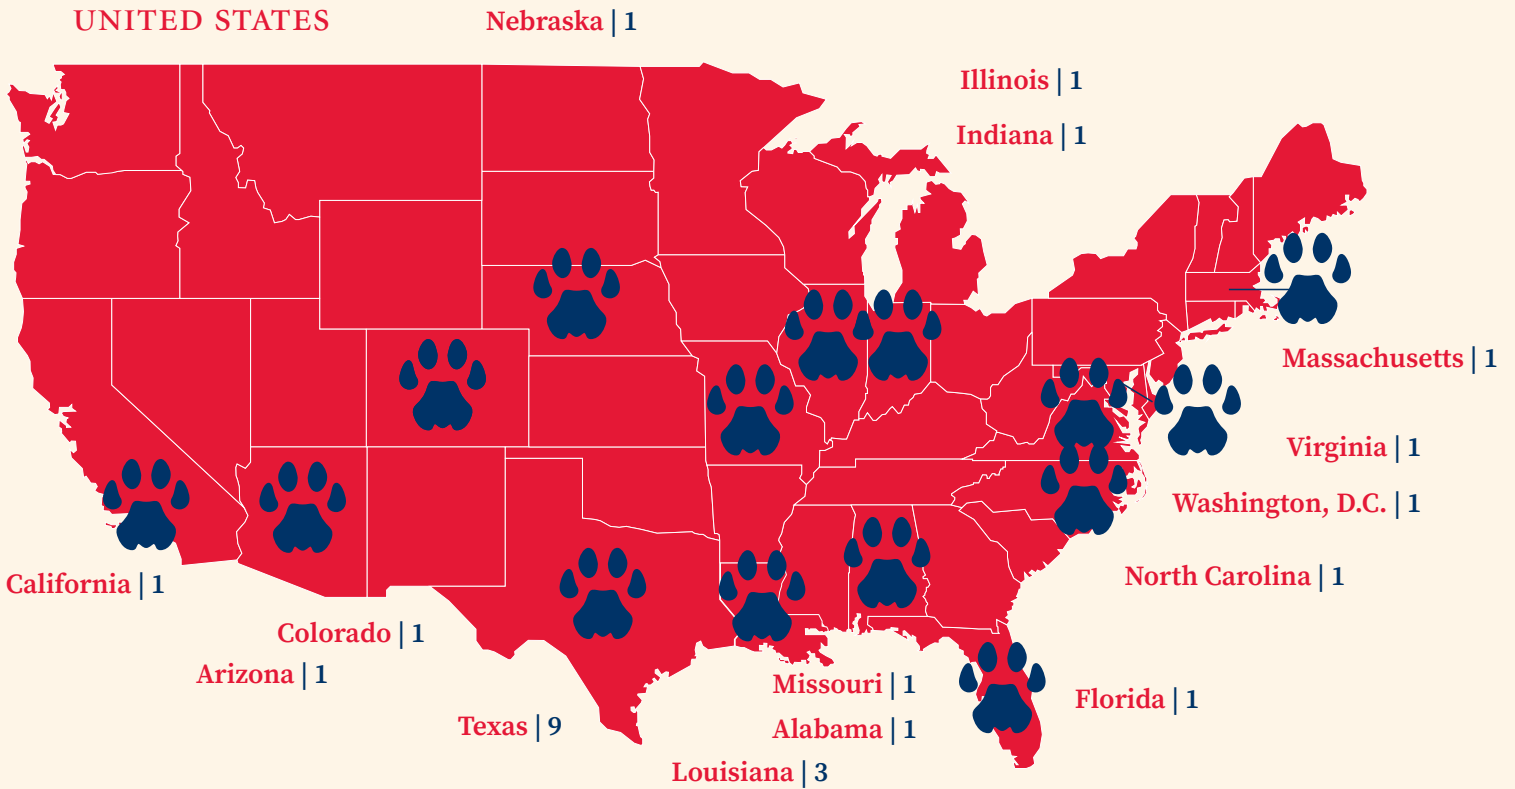 UNITED STATES
Nebraska | 1
Illinois | 1
Indiana | 1
Massachusetts | 1
Virginia | 1
Washington, D.C. | 1
North Carolina | 1
California | 1
Colorado | 1
Arizona | 1
Missouri | 1
Florida | 1
Texas | 9
Alabama | 1
Louisiana | 3